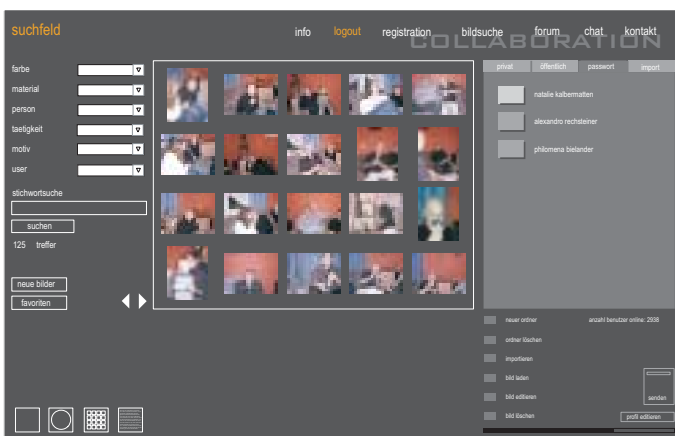 suchfeld
info logout registration bildsuche forum chat kontakt
COLLABORATION
farbe
material
person
taetigkeit
motiv
user
stichwortsuche
suchen
125 treffer
neue bilder
favoriten
privat öffentlich passwort import
natalie kalbermatten
alexandro rechsteiner
philomena bielander
neuer ordner anzahl benutzer online: 2938
ordner löschen
importieren
bild laden
bild editieren senden
bild löschen profil editieren